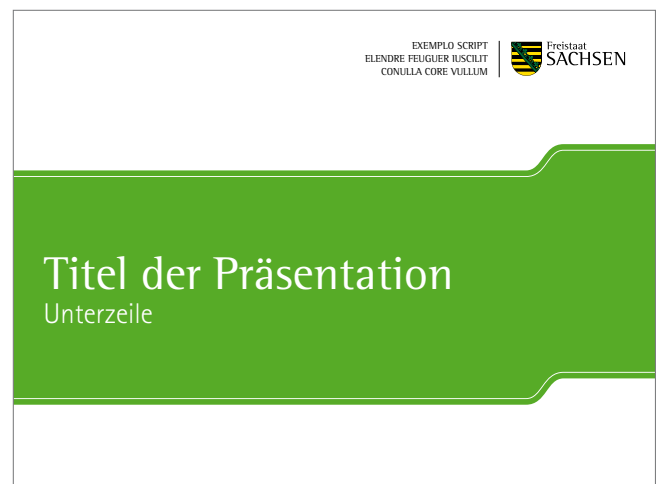 EXEMPLO SCRIPT
ELENDRE FEUGUER IUSCILIT
CONULLA CORE VULLUM
Freistaat
SACHSEN
Titel der Präsentation
Unterzeile